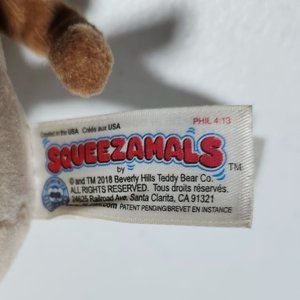 PHIL 4:13
Created in the USA Créés aux USA
SQUEEZAMALS
by
TM
© and TM 2018 Beverly Hills Teddy Bear Co.
ALL RIGHTS RESERVED. Tous droits réservés.
24625 Railroad Ave. Santa Clarita, CA 91321
PATENT PENDING/BREVET EN INSTANCE